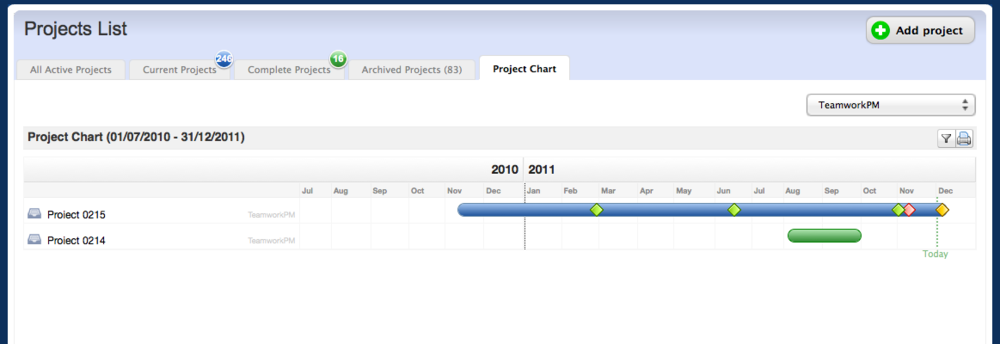 Projects List
Add project
All Active Projects
Current Projects
246
Complete Projects
16
Archived Projects (83)
Project Chart
TeamworkPM
Project Chart (01/07/2010 - 31/12/2011)
2010 2011
Jul Aug Sep Oct Nov Dec Jan Feb Mar Apr May Jun Jul Aug Sep Oct Nov Dec
Project 0215 TeamworkPM
Project 0214 TeamworkPM
Today